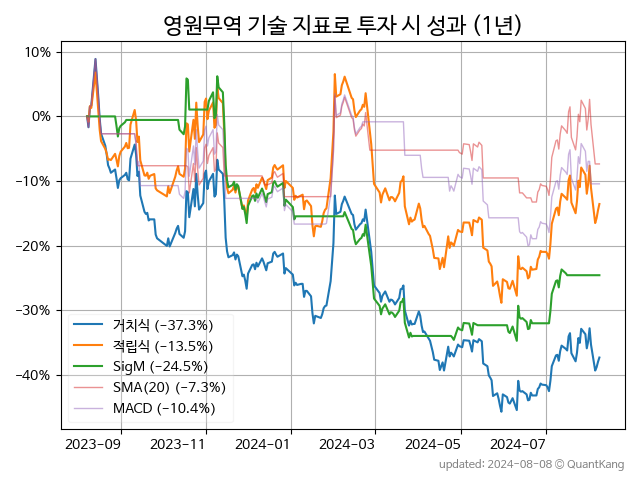 영원무역 기술 지표로 투자 시 성과 (1년)
10%
0%
−10%
−20%
−30%
−40%
거치식 (−37.3%)
적립식 (−13.5%)
SigM (−24.5%)
SMA(20) (−7.3%)
MACD (−10.4%)
2023-09
2023-11
2024-01
2024-03
2024-05
2024-07
updated: 2024-08-08 @ QuantKang